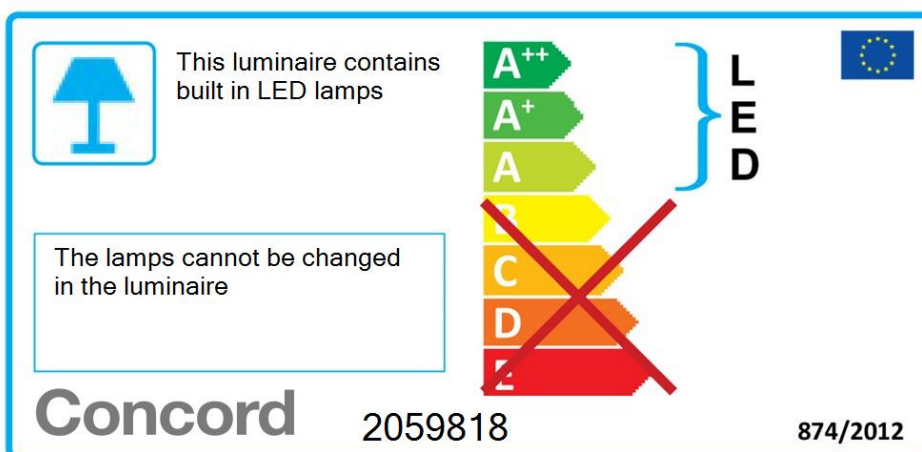 This luminaire contains
built in LED lamps
A++
A+
A
B
C
D
E
L
E
D
The lamps cannot be changed
in the luminaire
Concord
2059818
874/2012